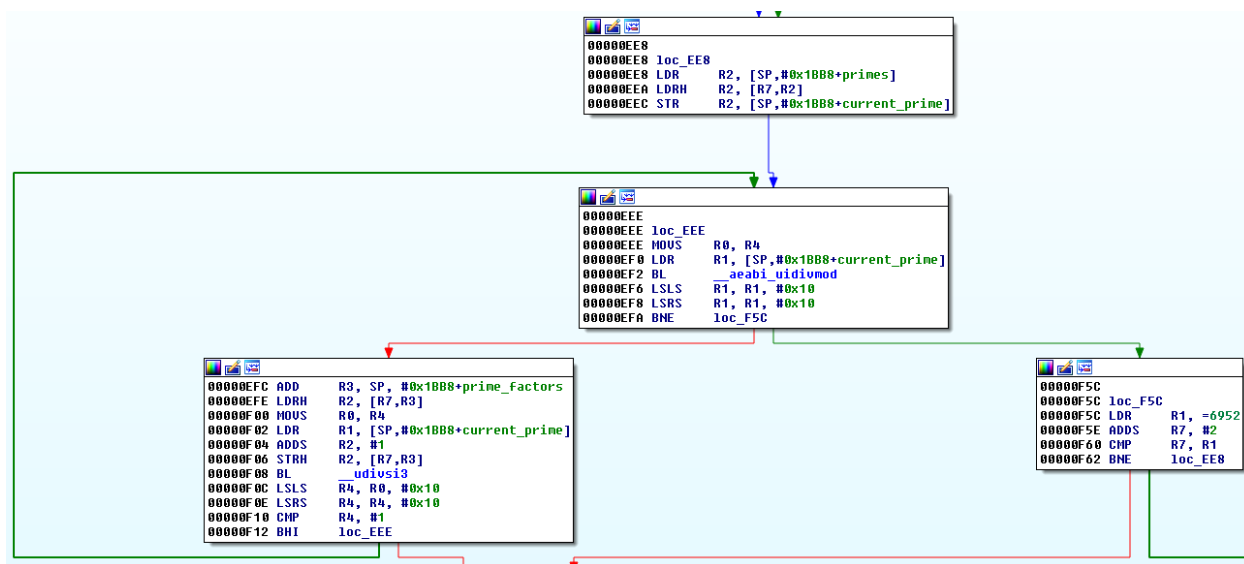 00000EE8
00000EE8 loc_EE8
00000EE8 LDR R2, [SP,#0x1BB8+primes]
00000EEA LDRH R2, [R7,R2]
00000EEC STR R2, [SP,#0x1BB8+current_prime]
00000EEE
00000EEE loc_EEE
00000EEE MOVS R0, R4
00000EF0 LDR R1, [SP,#0x1BB8+current_prime]
00000EF2 BL __aeabi_uidivmod
00000EF6 LSLS R1, R1, #0x10
00000EF8 LSRS R1, R1, #0x10
00000EFA BNE loc_F5C
00000EFC ADD R3, SP, #0x1BB8+prime_factors
00000EFE LDRH R2, [R7,R3]
00000F00 MOVS R0, R4
00000F02 LDR R1, [SP,#0x1BB8+current_prime]
00000F04 ADDS R2, #1
00000F06 STRH R2, [R7,R3]
00000F08 BL __udivsi3
00000F0C LSLS R4, R0, #0x10
00000F0E LSRS R4, R4, #0x10
00000F10 CMP R4, #1
00000F12 BHI loc_EEE
00000F5C
00000F5C loc_F5C
00000F5C LDR R1, =6952
00000F5E ADDS R7, #2
00000F60 CMP R7, R1
00000F62 BNE loc_EE8